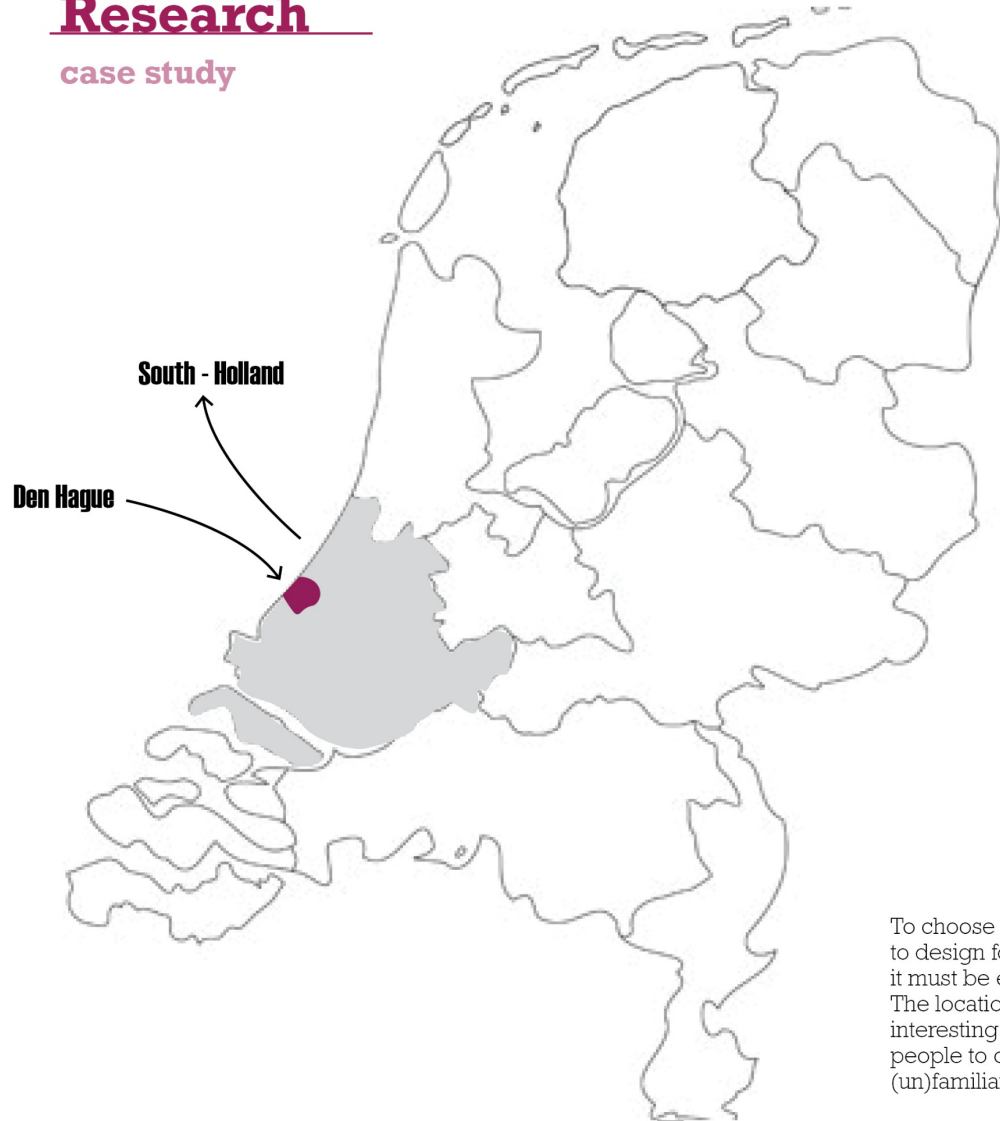 Research
case study
South - Holland
Den Hague
To choose
to design
it must be
The locatio
interesting
people to
(un)familia